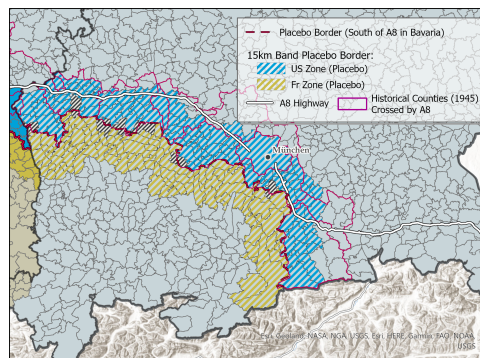 Placebo Border (South of A8 in Bavaria)
15km Band Placebo Border:
US Zone (Placebo)
Fr Zone (Placebo)
A8 Highway
Historical Counties (1945)
Crossed by A8
München
Esri, Geoland, NASA, NGA, USGS, Esri, HERE, Garmin, FAO, NOAA,
USGS